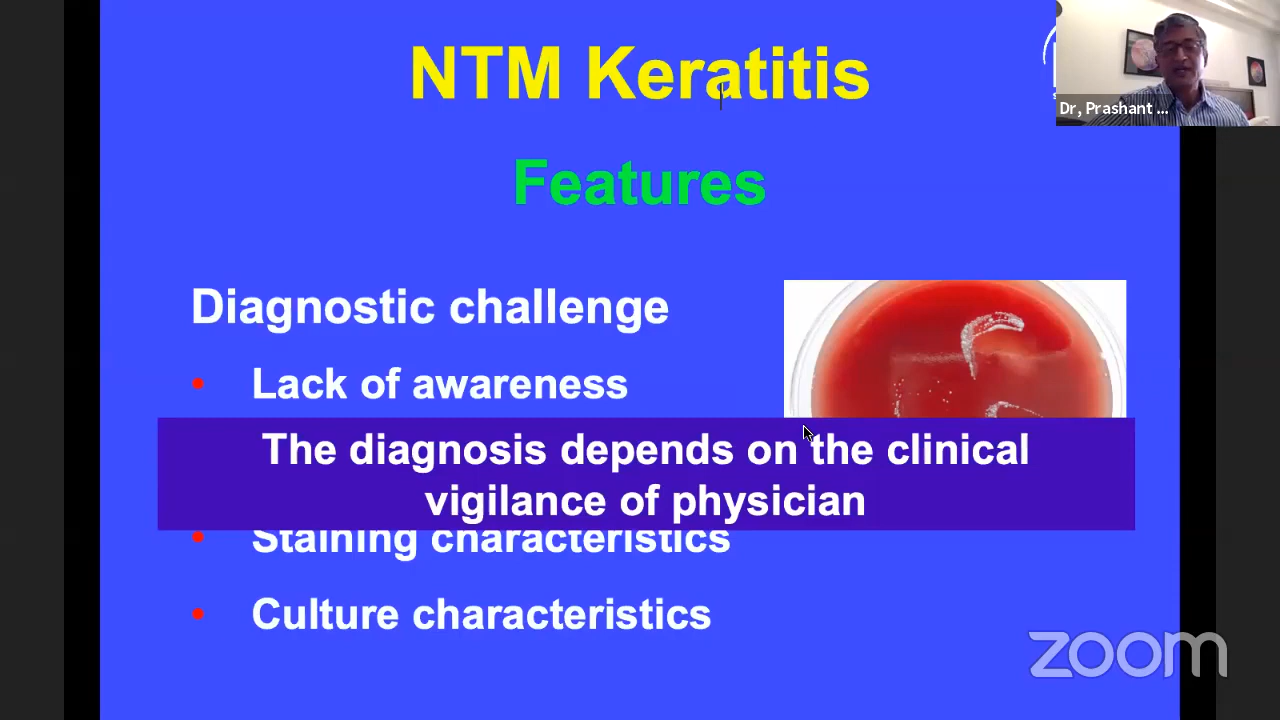 NTM Keratitis
Dr, Prashant ...
Features
Diagnostic challenge
• Lack of awareness
The diagnosis depends on the clinical
vigilance of physician
• Staining characteristics
• Culture characteristics
zoom